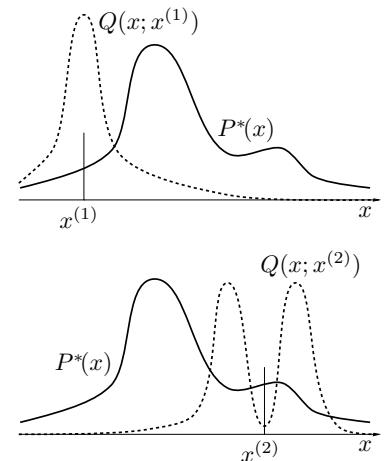 Q(x; x^{(1)})
P*(x)
x
x^{(1)}
Q(x; x^{(2)})
P*(x)
x
x^{(2)}